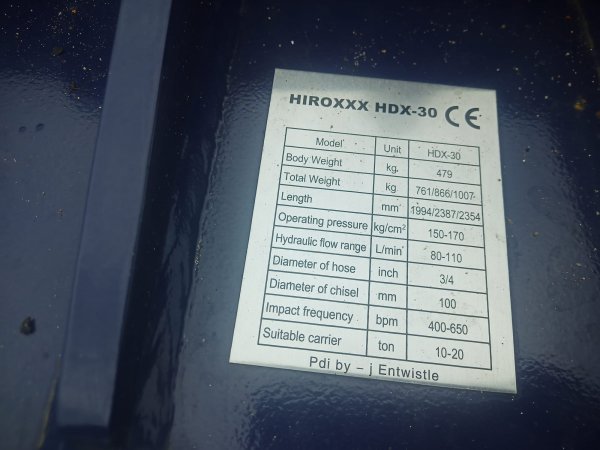 HIROXXX HDX-30 CE
Model Unit HDX-30
Body Weight kg 479
Total Weight kg 761/866/1007
Length mm 1994/2387/2354
Operating pressure kg/cm² 150-170
Hydraulic flow range L/min 80-110
Diameter of hose inch 3/4
Diameter of chisel mm 100
Impact frequency bpm 400-650
Suitable carrier ton 10-20
Pdi by – j Entwistle